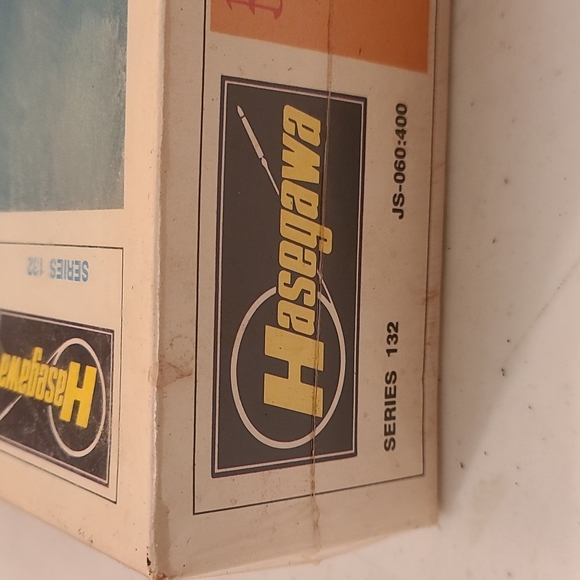 Hasegawa
SERIES 132 JS-060:400
SERIES 132
Hasegawa